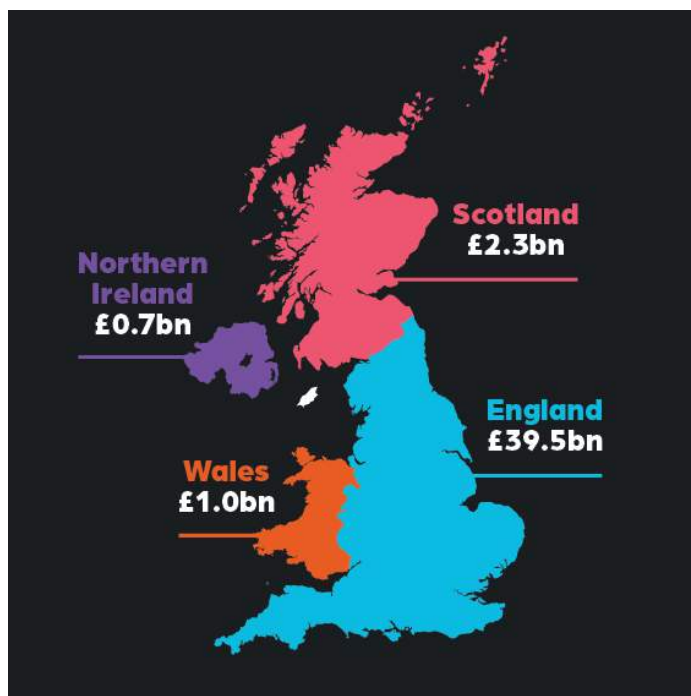 Scotland
£2.3bn
Northern
Ireland
£0.7bn
England
£39.5bn
Wales
£1.0bn